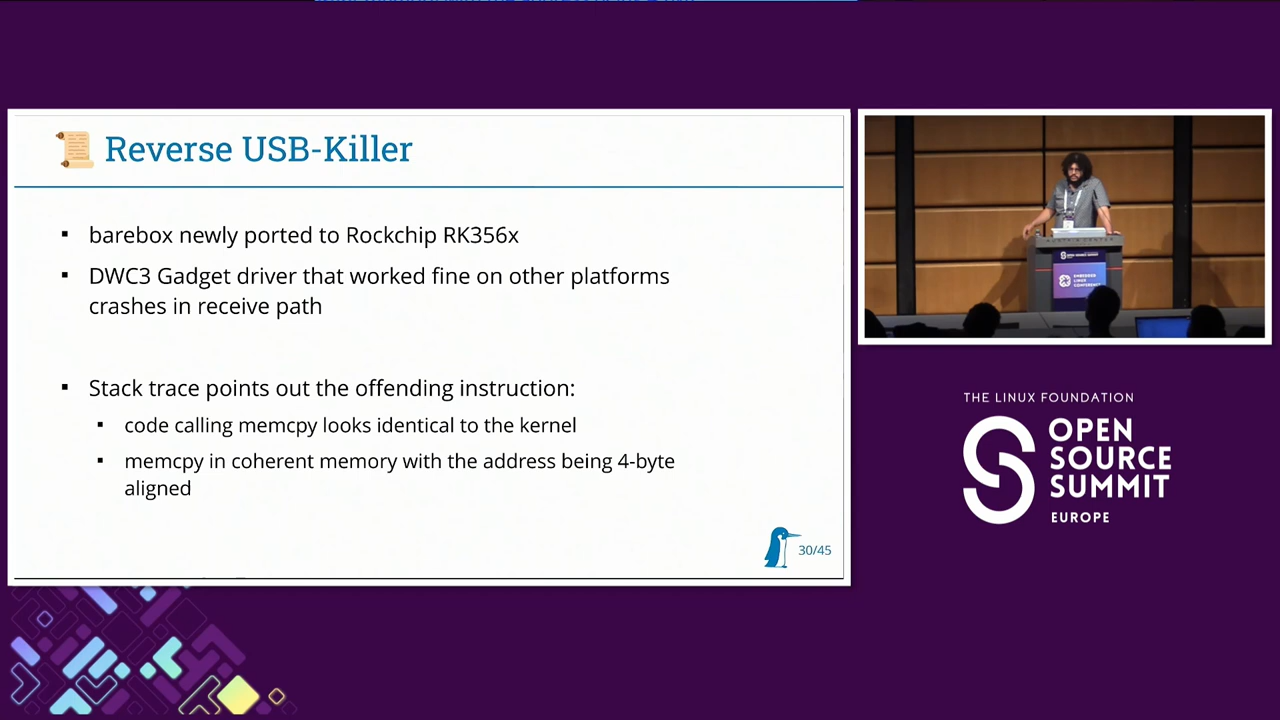 Reverse USB-Killer
▪ barebox newly ported to Rockchip RK356x
▪ DWC3 Gadget driver that worked fine on other platforms
crashes in receive path
▪ Stack trace points out the offending instruction:
▪ code calling memcpy looks identical to the kernel
▪ memcpy in coherent memory with the address being 4-byte
aligned
30/45
EMBEDDED
LINUX
CONFERENCE
THE LINUX FOUNDATION
OPEN
SOURCE
SUMMIT
EUROPE